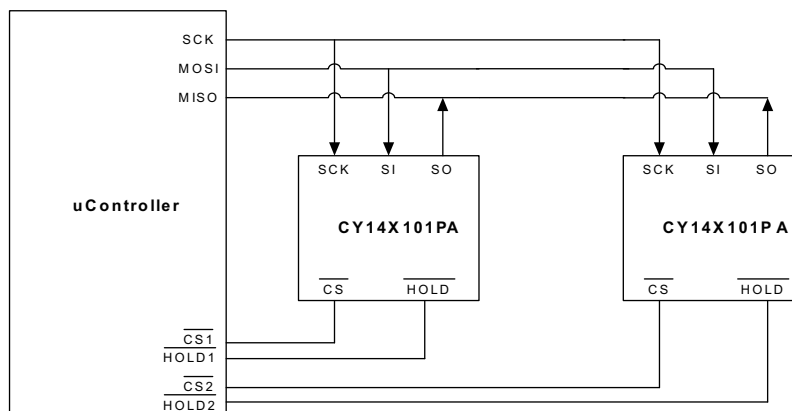 SCK
MOSI
MISO
SCK SI SO SCK SI SO
uController
CY14X101PA CY14X101PA
CS HOLD CS HOLD
CS1
HOLD1
CS2
HOLD2